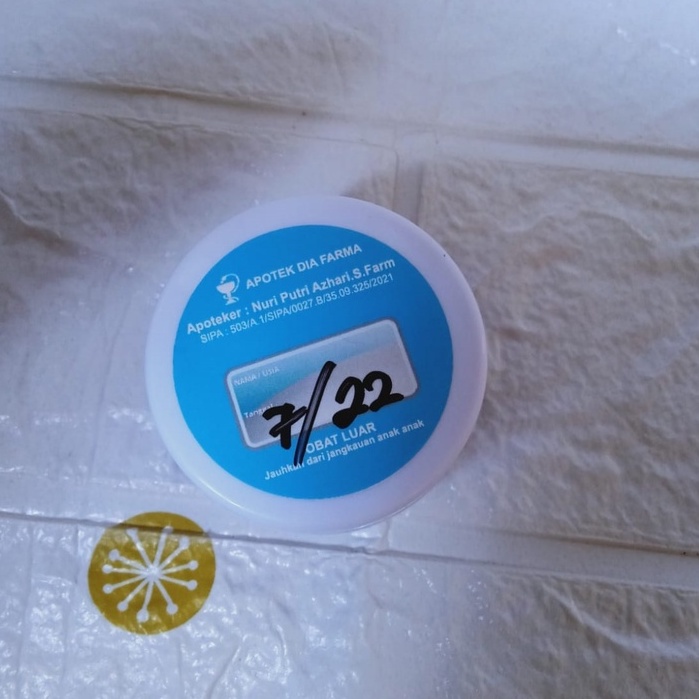 APOTEK DIA FARMA
Apoteker : Nuri Putri Azhari.S.Farm
SIPA : 503/A.1/SIPA/0027.B/35.09.325/2021
NAMA / USIA
Tanggal
7/22
OBAT LUAR
Jauhkan dari jangkauan anak anak